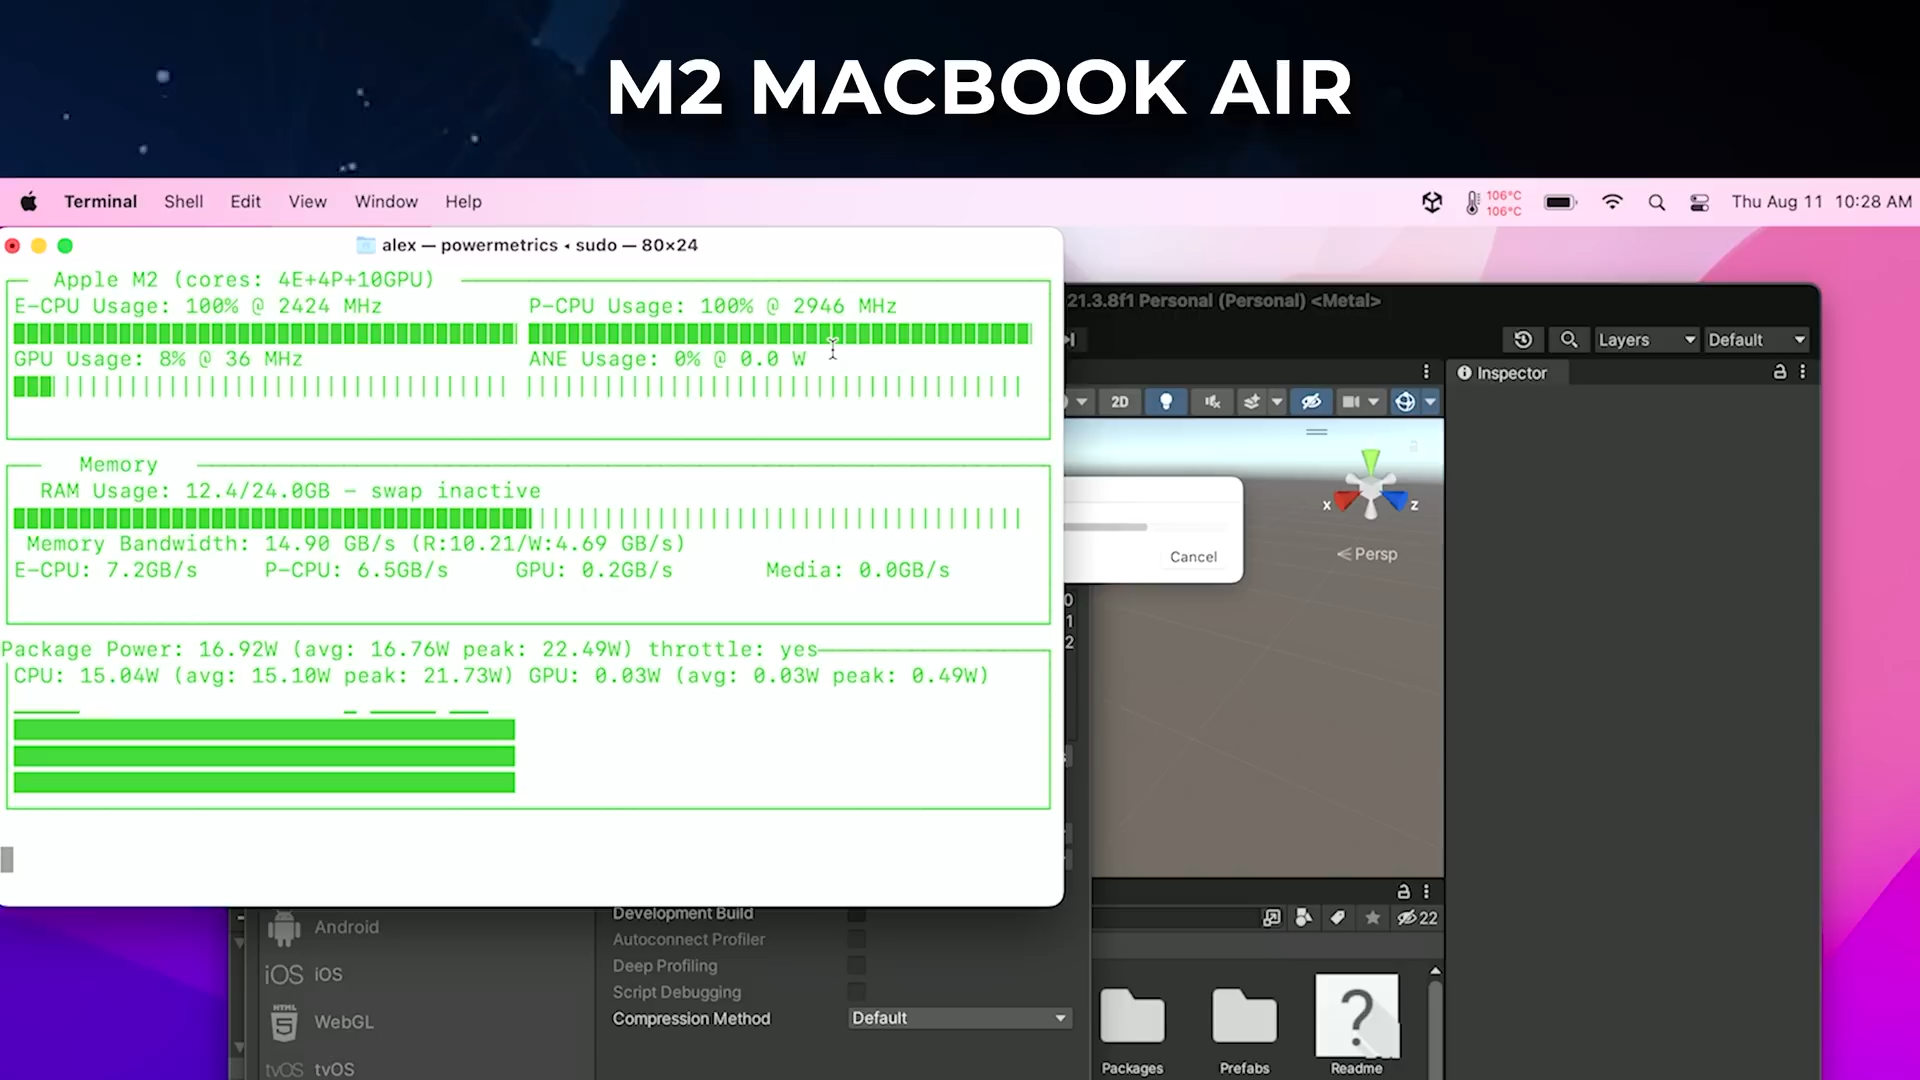 M2 MACBOOK AIR
Terminal Shell Edit View Window Help
106°C
106°C
Thu Aug 11 10:28 AM
alex — powermetrics ◂ sudo — 80×24
Apple M2 (cores: 4E+4P+10GPU)
E-CPU Usage: 100% @ 2424 MHz P-CPU Usage: 100% @ 2946 MHz
GPU Usage: 8% @ 36 MHz ANE Usage: 0% @ 0.0 W
Memory
RAM Usage: 12.4/24.0GB - swap inactive
Memory Bandwidth: 14.90 GB/s (R:10.21/W:4.69 GB/s)
E-CPU: 7.2GB/s P-CPU: 6.5GB/s GPU: 0.2GB/s Media: 0.0GB/s
Package Power: 16.92W (avg: 16.76W peak: 22.49W) throttle: yes
CPU: 15.04W (avg: 15.10W peak: 21.73W) GPU: 0.03W (avg: 0.03W peak: 0.49W)
21.3.8f1 Personal (Personal) <Metal>
Layers Default
Inspector
2D
x z
Persp
Cancel
0
1
2
22
Packages Prefabs Readme
Android
iOS iOS
HTML 5 WebGL
tvOS tvOS
Development Build
Autoconnect Profiler
Deep Profiling
Script Debugging
Compression Method Default